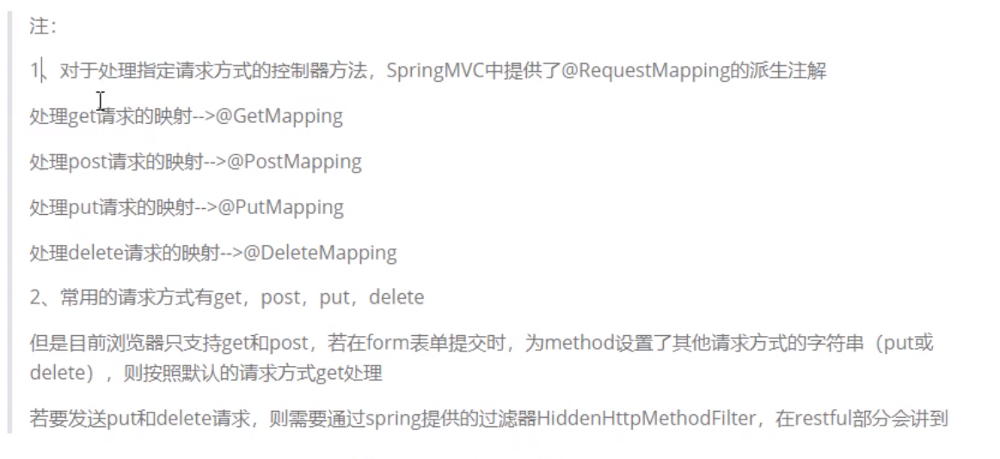 注：
1、对于处理指定请求方式的控制器方法，SpringMVC中提供了@RequestMapping的派生注解
处理get请求的映射-->@GetMapping
处理post请求的映射-->@PostMapping
处理put请求的映射-->@PutMapping
处理delete请求的映射-->@DeleteMapping
2、常用的请求方式有get，post，put，delete
但是目前浏览器只支持get和post，若在form表单提交时，为method设置了其他请求方式的字符串（put或
delete），则按照默认的请求方式get处理
若要发送put和delete请求，则需要通过spring提供的过滤器HiddenHttpMethodFilter，在restful部分会讲到